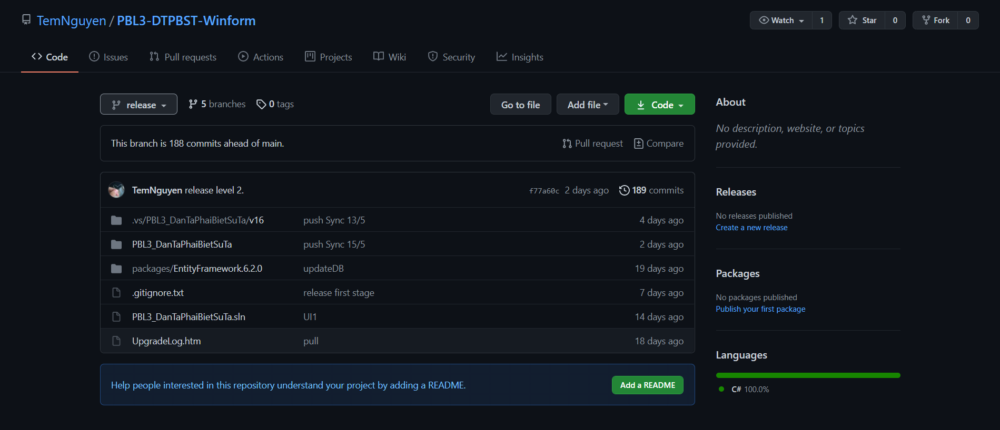 TemNguyen / PBL3-DTPBST-Winform
Watch 1 Star 0 Fork 0
Code Issues Pull requests Actions Projects Wiki Security Insights
release 5 branches 0 tags Go to file Add file Code
This branch is 188 commits ahead of main. Pull request Compare
TemNguyen release level 2. f77a60c 2 days ago 189 commits
.vs/PBL3_DanTaPhaiBietSuTa/v16 push Sync 13/5 4 days ago
PBL3_DanTaPhaiBietSuTa push Sync 15/5 2 days ago
packages/EntityFramework.6.2.0 updateDB 19 days ago
.gitignore.txt release first stage 7 days ago
PBL3_DanTaPhaiBietSuTa.sln UI1 14 days ago
UpgradeLog.htm pull 18 days ago
Help people interested in this repository understand your project by adding a README. Add a README
About
No description, website, or topics
provided.
Releases
No releases published
Create a new release
Packages
No packages published
Publish your first package
Languages
C# 100.0%